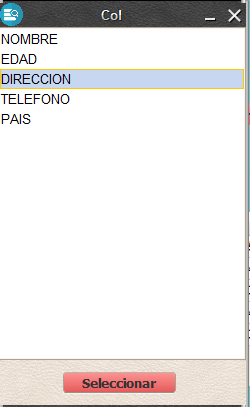 Col
NOMBRE
EDAD
DIRECCION
TELEFONO
PAIS
Seleccionar